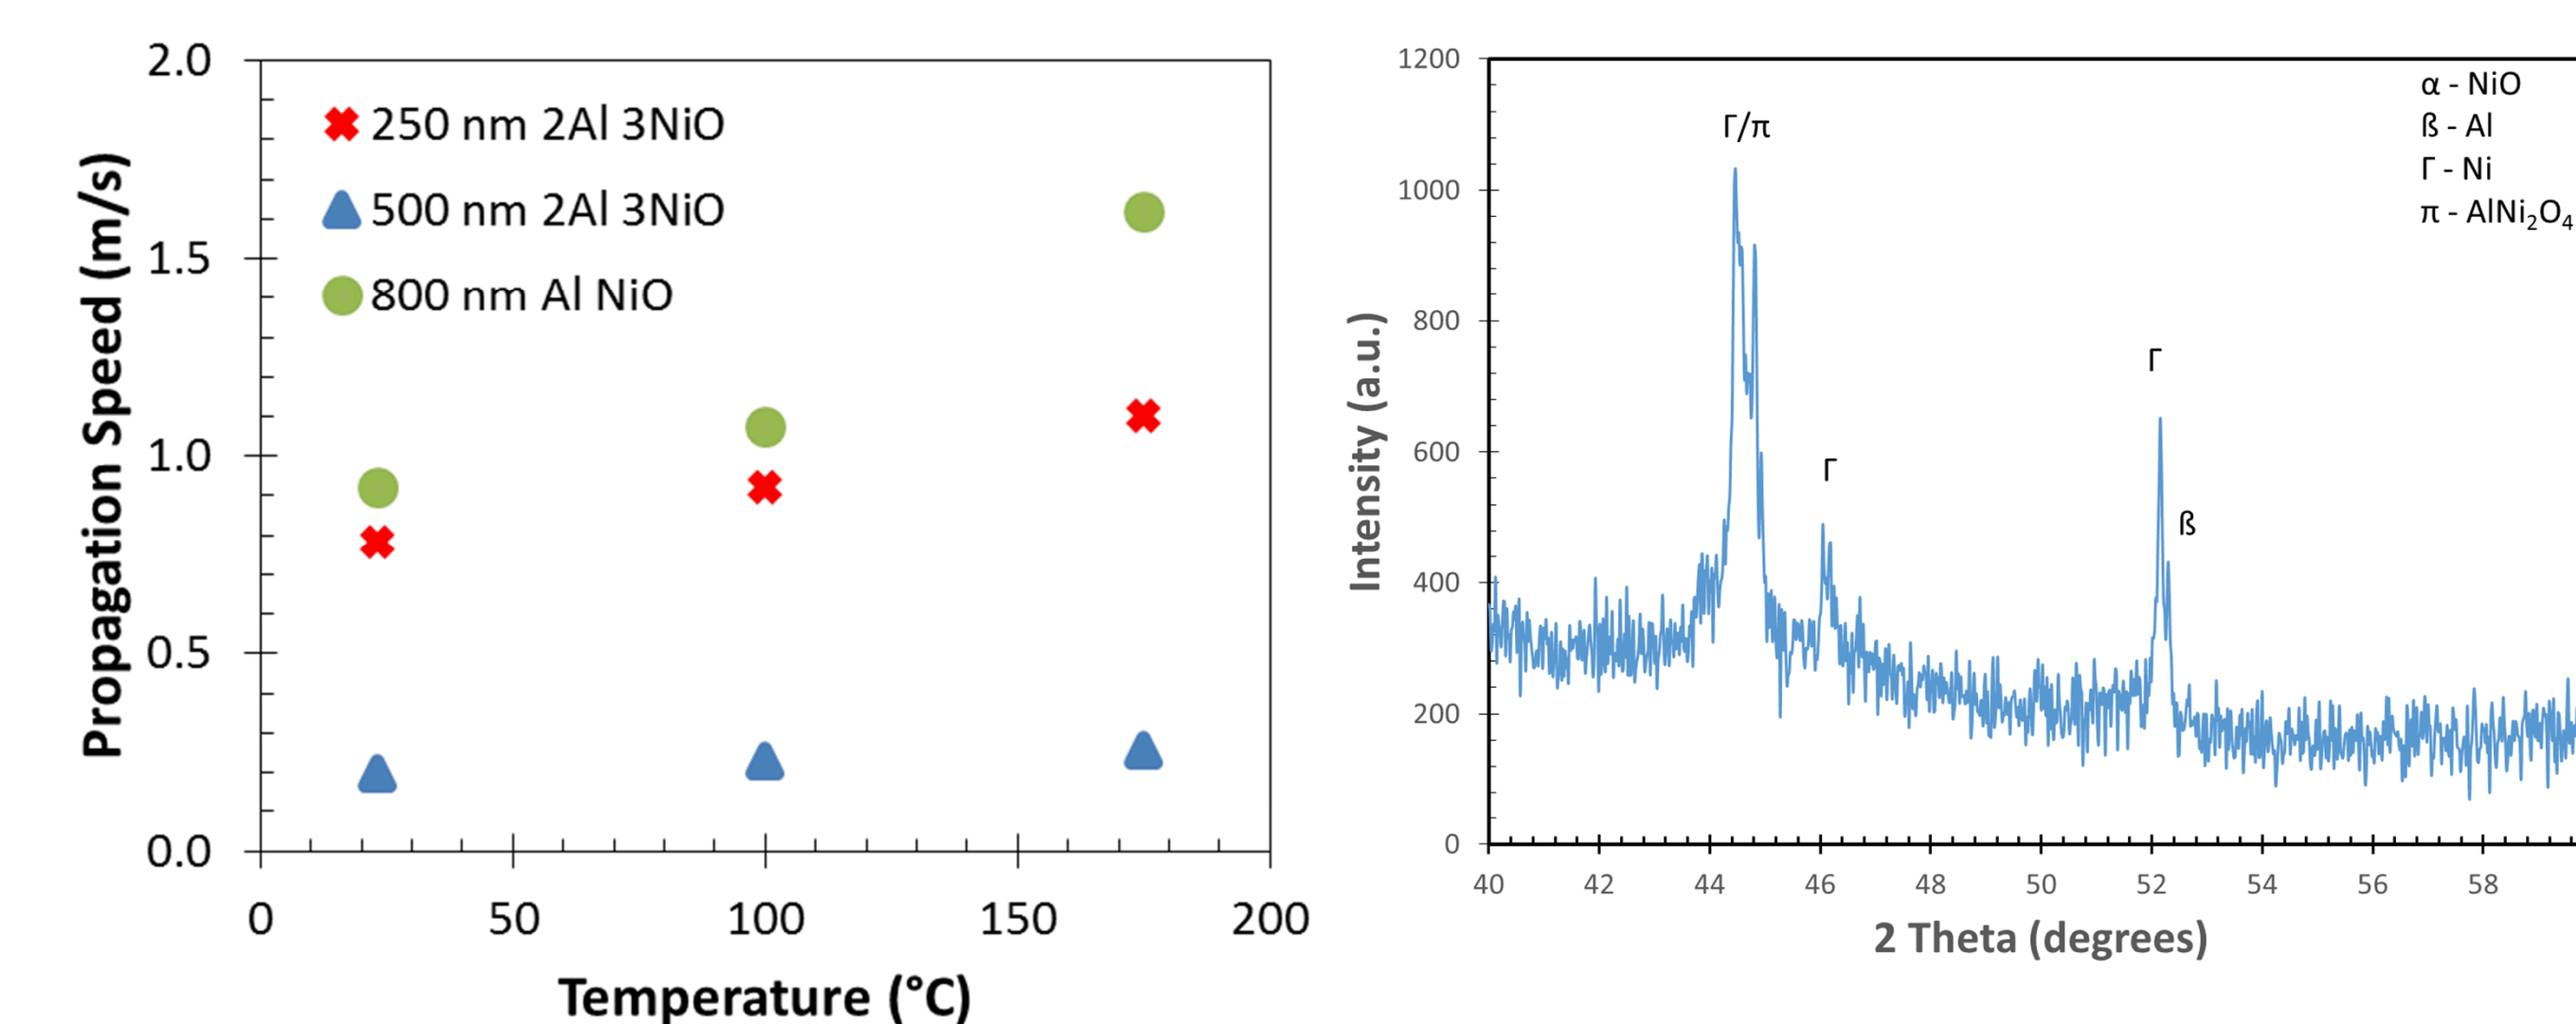 2.0
1.5
1.0
0.5
0.0
Propagation Speed (m/s)
250 nm 2Al 3NiO
500 nm 2Al 3NiO
800 nm Al NiO
0 50 100 150 200
Temperature (°C)
1200
1000
800
600
400
200
0
Intensity (a.u.)
α - NiO
ß - Al
Γ - Ni
π - AlNi₂O₄
Γ/π
Γ
Γ
ß
40 42 44 46 48 50 52 54 56 58
2 Theta (degrees)